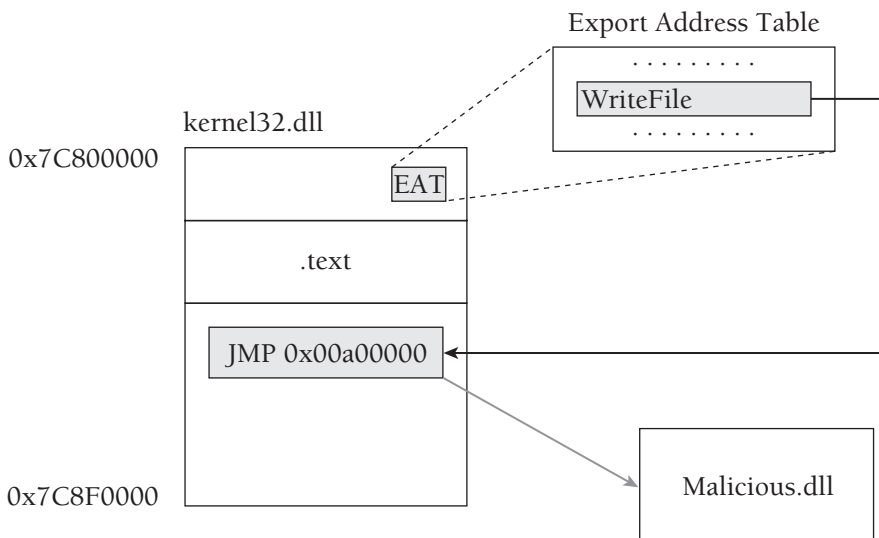 Export Address Table
. . . . . . . . .
WriteFile
. . . . . . . . .
kernel32.dll
0x7C800000
EAT
.text
JMP 0x00a00000
Malicious.dll
0x7C8F0000